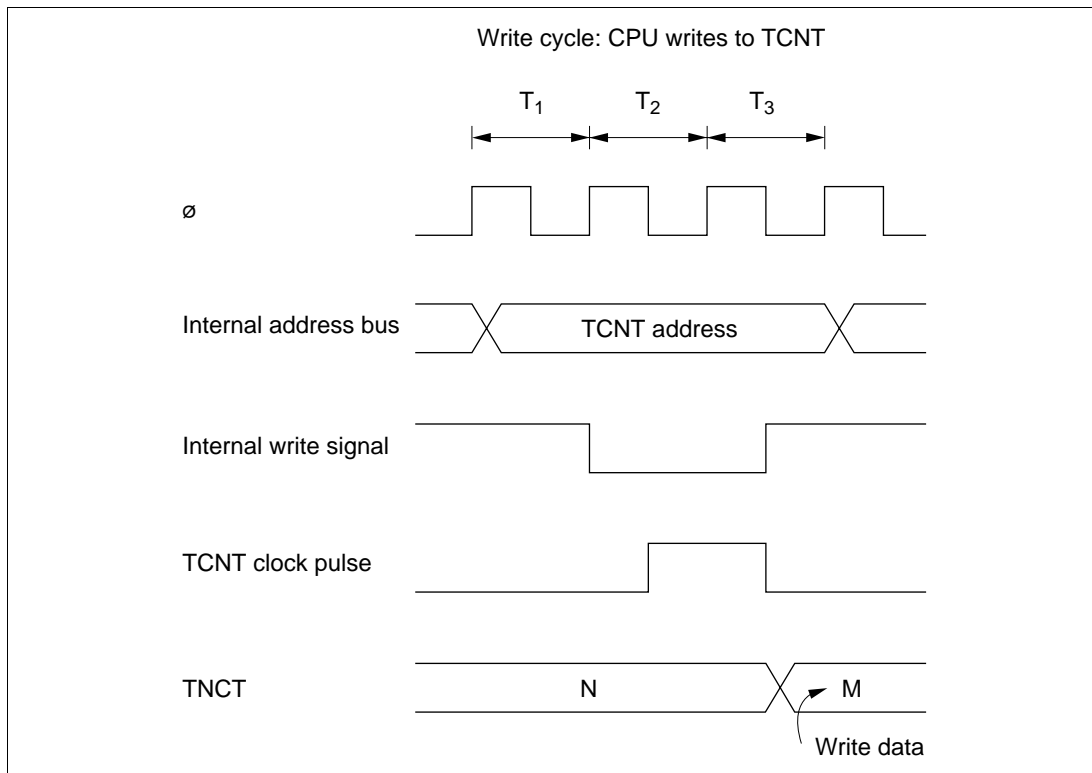 Write cycle: CPU writes to TCNT
T1 T2 T3
ø
Internal address bus TCNT address
Internal write signal
TCNT clock pulse
TNCT N M
Write data